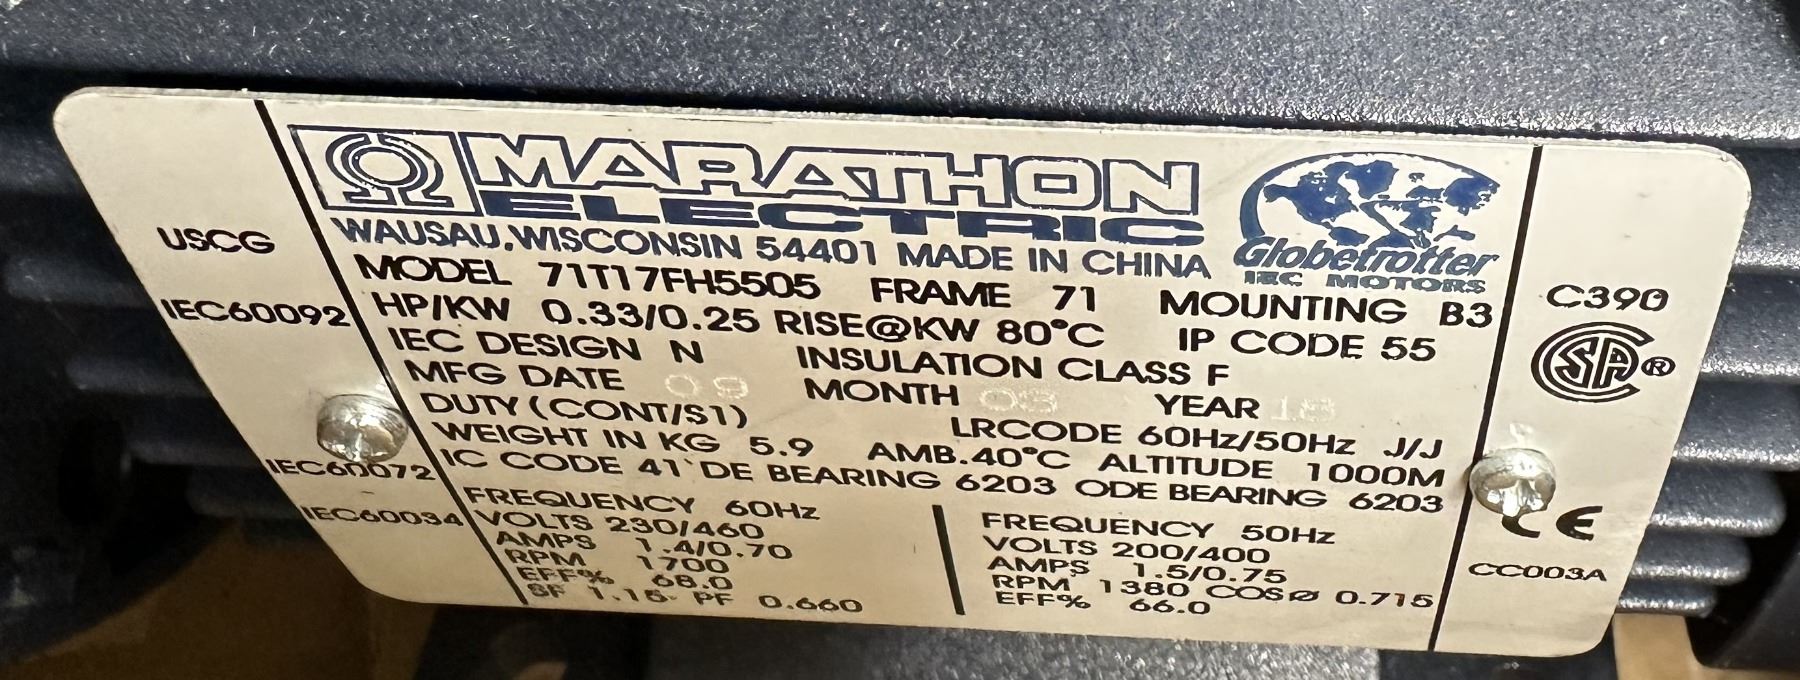 MARATHON
ELECTRIC
Globetrotter
IEC MOTORS
WAUSAU, WISCONSIN 54401 MADE IN CHINA
MODEL 71T17FH5505 FRAME 71 MOUNTING B3
HP/KW 0.33/0.25 RISE@KW 80°C IP CODE 55
IEC DESIGN N INSULATION CLASS F
MFG DATE 09 MONTH 03 YEAR 18
DUTY (CONT/S1) LRCODE 60Hz/50Hz J/J
WEIGHT IN KG 5.9 AMB.40°C ALTITUDE 1000M
IC CODE 41 DE BEARING 6203 ODE BEARING 6203
FREQUENCY 60Hz
VOLTS 230/460
AMPS 1.4/0.70
RPM 1700
EFF% 68.0
SF 1.15 PF 0.660
FREQUENCY 50Hz
VOLTS 200/400
AMPS 1.5/0.75
RPM 1380 COSø 0.715
EFF% 66.0
USCG
IEC60092
IEC60072
IEC60034
C390
CSA®
CE
CC003A